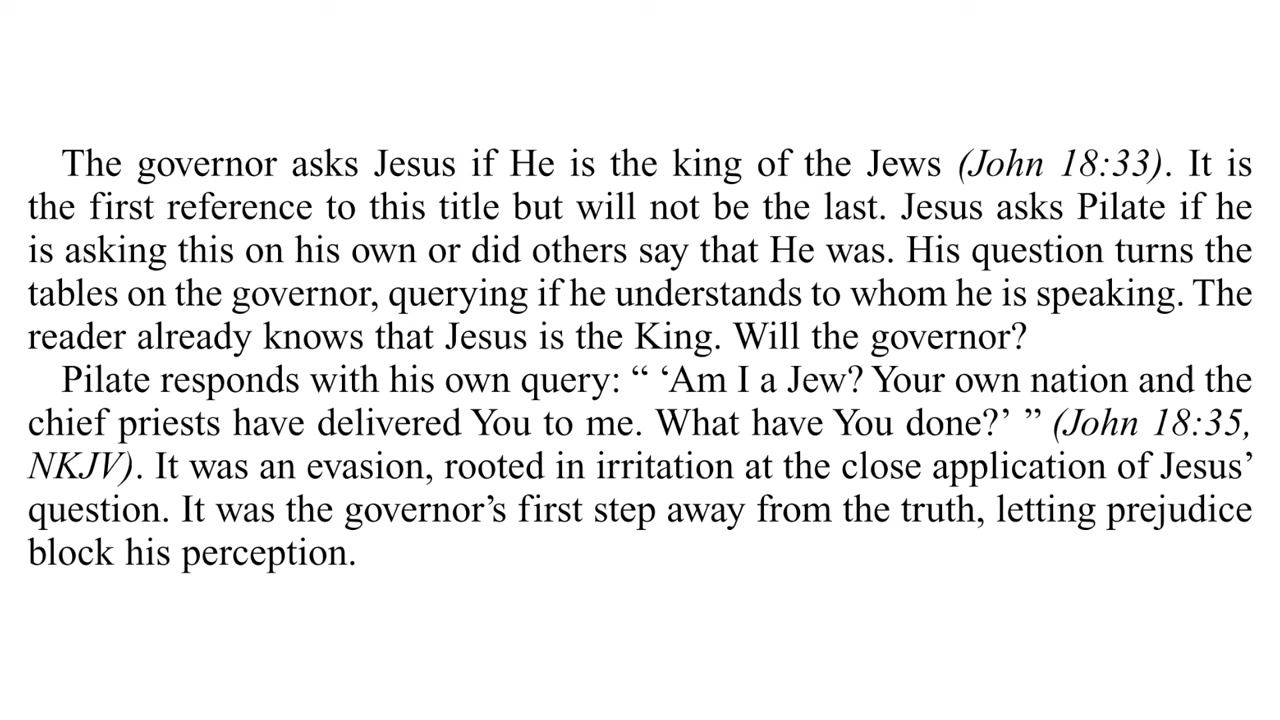 The governor asks Jesus if He is the king of the Jews (John 18:33). It is
the first reference to this title but will not be the last. Jesus asks Pilate if he
is asking this on his own or did others say that He was. His question turns the
tables on the governor, querying if he understands to whom he is speaking. The
reader already knows that Jesus is the King. Will the governor?
Pilate responds with his own query: “ ‘Am I a Jew? Your own nation and the
chief priests have delivered You to me. What have You done?’ ” (John 18:35,
NKJV). It was an evasion, rooted in irritation at the close application of Jesus’
question. It was the governor’s first step away from the truth, letting prejudice
block his perception.